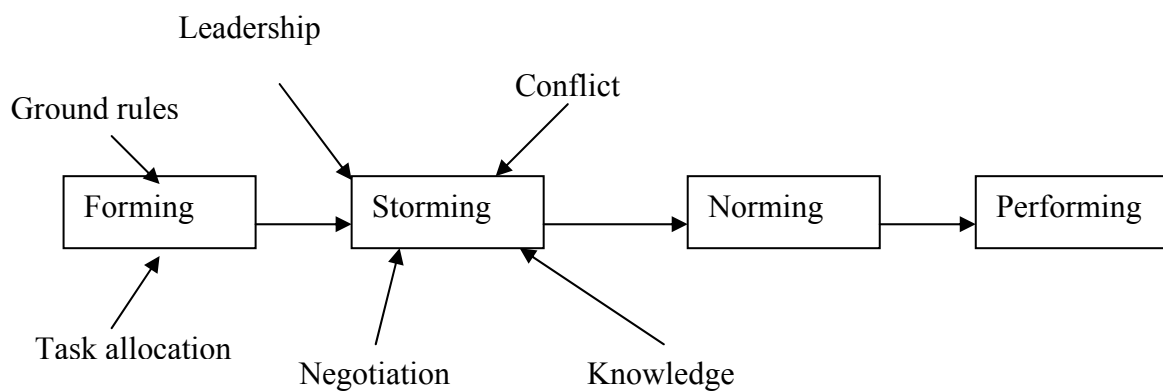 Leadership
Conflict
Ground rules
Forming
Storming
Norming
Performing
Task allocation
Negotiation
Knowledge